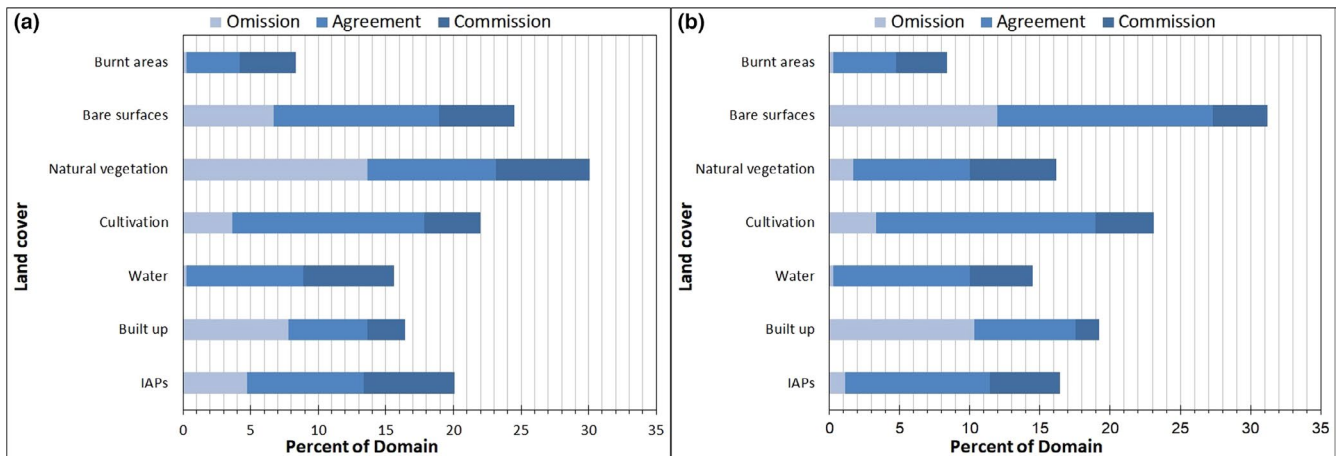 (a)
Omission Agreement Commission
Land cover
Burnt areas
Bare surfaces
Natural vegetation
Cultivation
Water
Built up
IAPs
0 5 10 15 20 25 30 35
Percent of Domain
(b)
Omission Agreement Commission
Land cover
Burnt areas
Bare surfaces
Natural vegetation
Cultivation
Water
Built up
IAPs
0 5 10 15 20 25 30 35
Percent of Domain